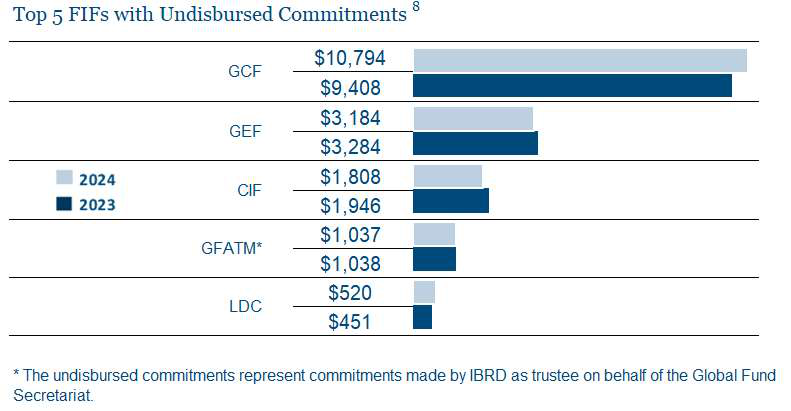 Top 5 FIFs with Undisbursed Commitments 8
GCF
$10,794
$9,408
GEF
$3,184
$3,284
2024
2023
CIF
$1,808
$1,946
GFATM*
$1,037
$1,038
LDC
$520
$451
* The undisbursed commitments represent commitments made by IBRD as trustee on behalf of the Global Fund
Secretariat.